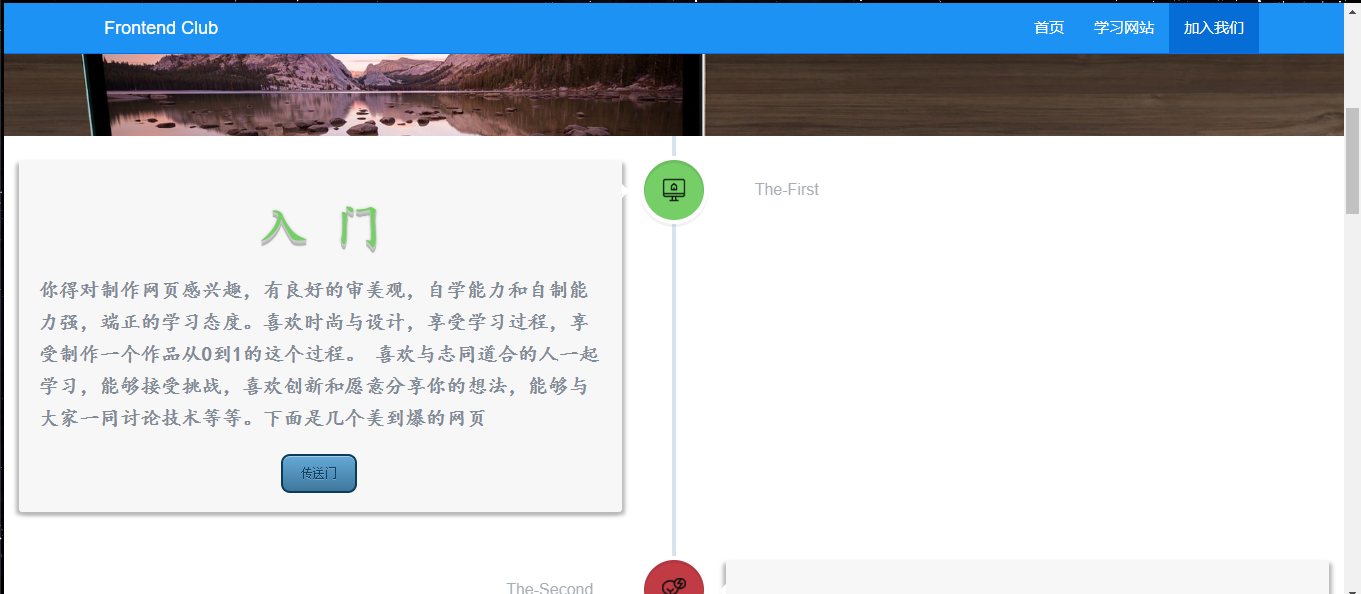 Frontend Club
首页 学习网站 加入我们
入 门
The-First
你得对制作网页感兴趣，有良好的审美观，自学能力和自制能
力强，端正的学习态度。喜欢时尚与设计，享受学习过程，享
受制作一个作品从0到1的这个过程。 喜欢与志同道合的人一起
学习，能够接受挑战，喜欢创新和愿意分享你的想法，能够与
大家一同讨论技术等等。下面是几个美到爆的网页
传送门
The-Second